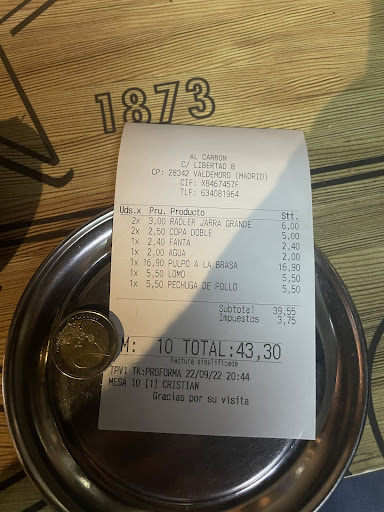 1873
AL CARBON
C/ LIBERTAD 8
CP: 28342 VALDEMORO (MADRID)
CIF: XB467457F
TLF: 634081964
Uds.x Pru. Producto Stt.
2x 3,00 RADLER JARRA GRANDE 6,00
2x 2,50 COPA DOBLE 5,00
1x 2,40 FANTA 2,40
1x 2,00 AGUA 2,00
1x 16,90 PULPO A LA BRASA 16,90
1x 5,50 LOMO 5,50
1x 5,50 PECHUGA DE POLLO 5,50
Subtotal 39,55
Impuestos 3,75
M: 10 TOTAL:43,30
Factura simplificada
TPV1 TK:PROFORMA 22/09/22 20:44
MESA 10 [1] CRISTIAN
Gracias por su visita